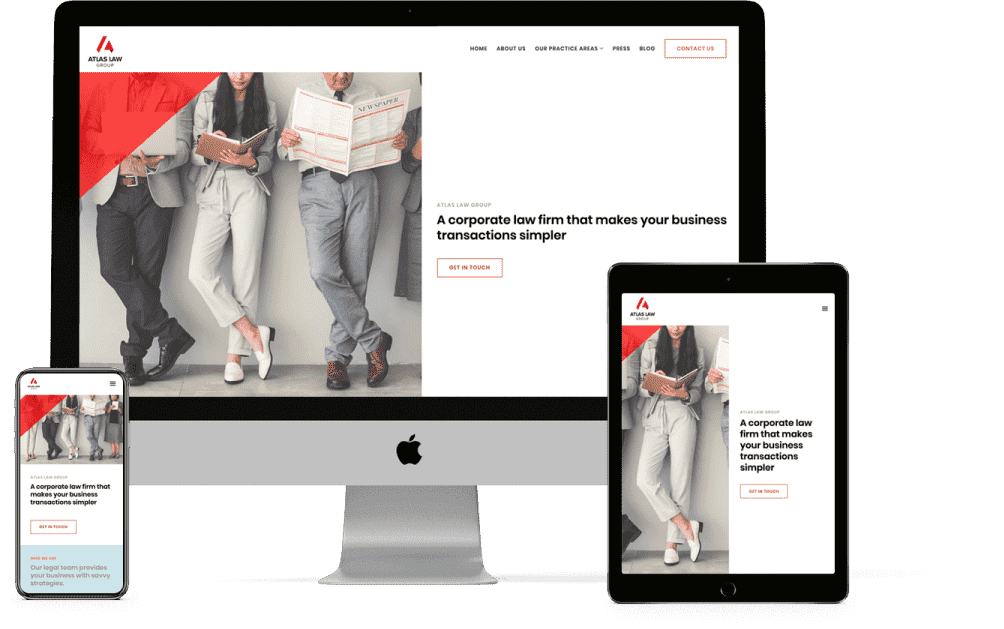 ATLAS LAW
GROUP
HOME ABOUT US OUR PRACTICE AREAS PRESS BLOG CONTACT US
NEWSPAPER
ATLAS LAW GROUP
A corporate law firm that makes your business
transactions simpler
GET IN TOUCH
ATLAS LAW
GROUP
ATLAS LAW GROUP
A corporate law
firm that makes
your business
transactions
simpler
GET IN TOUCH
ATLAS LAW
ATLAS LAW GROUP
A corporate law firm that
makes your business
transactions simpler
GET IN TOUCH
WHO WE ARE
Our legal team provides
your business with savvy
strategies.